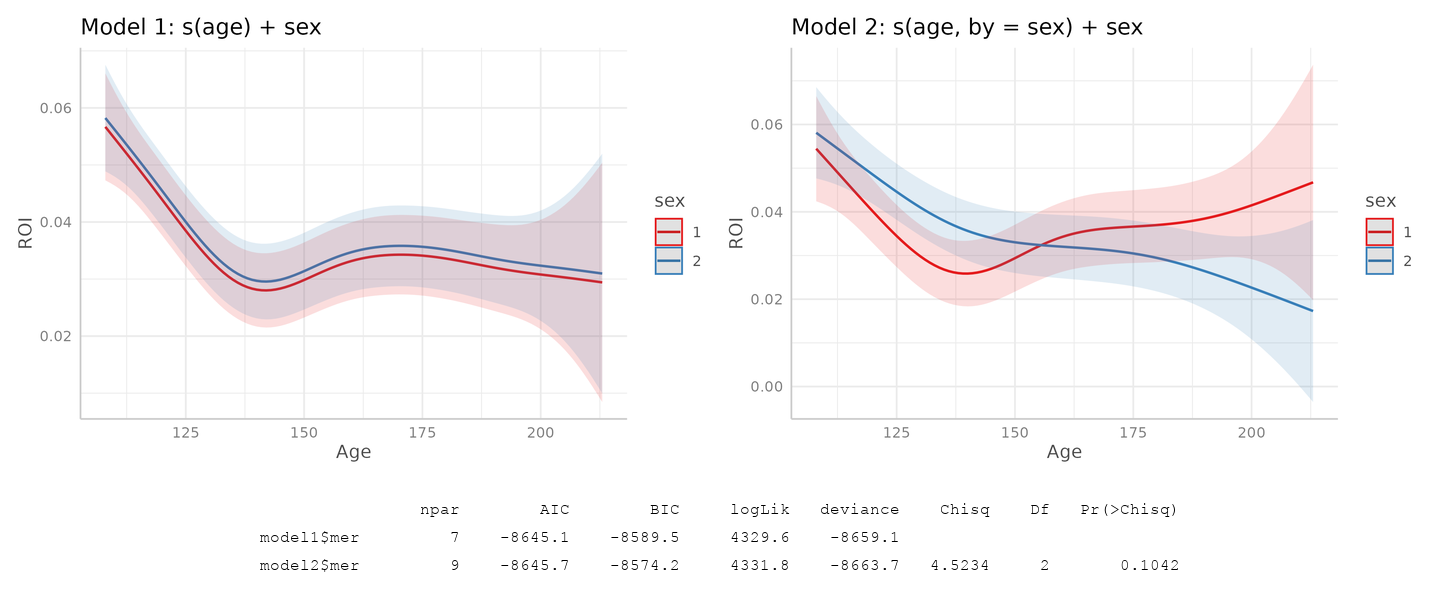 Model 1: s(age) + sex
0.06
0.04
0.02
ROI
125 150 175 200
Age
sex
1
2
Model 2: s(age, by = sex) + sex
0.06
0.04
0.02
0.00
ROI
125 150 175 200
Age
sex
1
2
npar AIC BIC logLik deviance Chisq Df Pr(>Chisq)
model1$mer 7 -8645.1 -8589.5 4329.6 -8659.1
model2$mer 9 -8645.7 -8574.2 4331.8 -8663.7 4.5234 2 0.1042